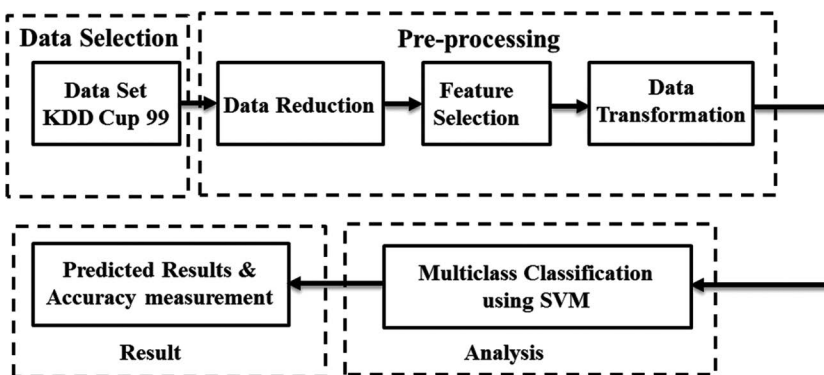 Data Selection
Data Set
KDD Cup 99
Pre-processing
Data Reduction
Feature
Selection
Data
Transformation
Predicted Results &
Accuracy measurement
Result
Multiclass Classification
using SVM
Analysis